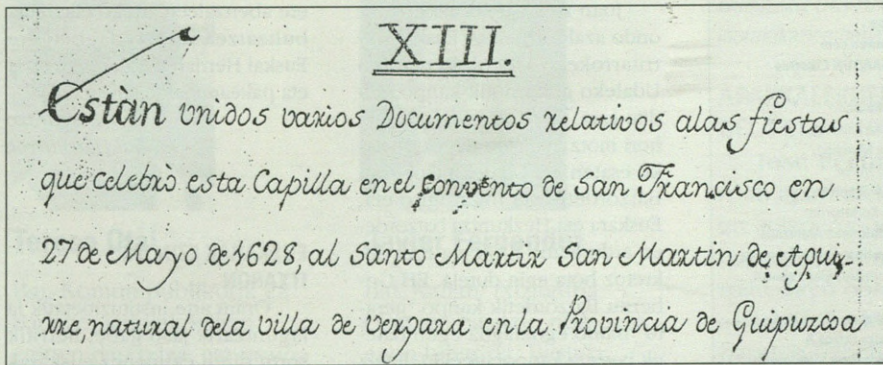 XIII.
Estàn vnidos varios Documentos relativos alas fiestas
que celebrò esta Capilla en el convento de San Francisco en
27 de Mayo de 1628, al Santo Martir San Martin de Aguir-
rre, natural dela villa de vergara en la Provincia de Guipuzcoa